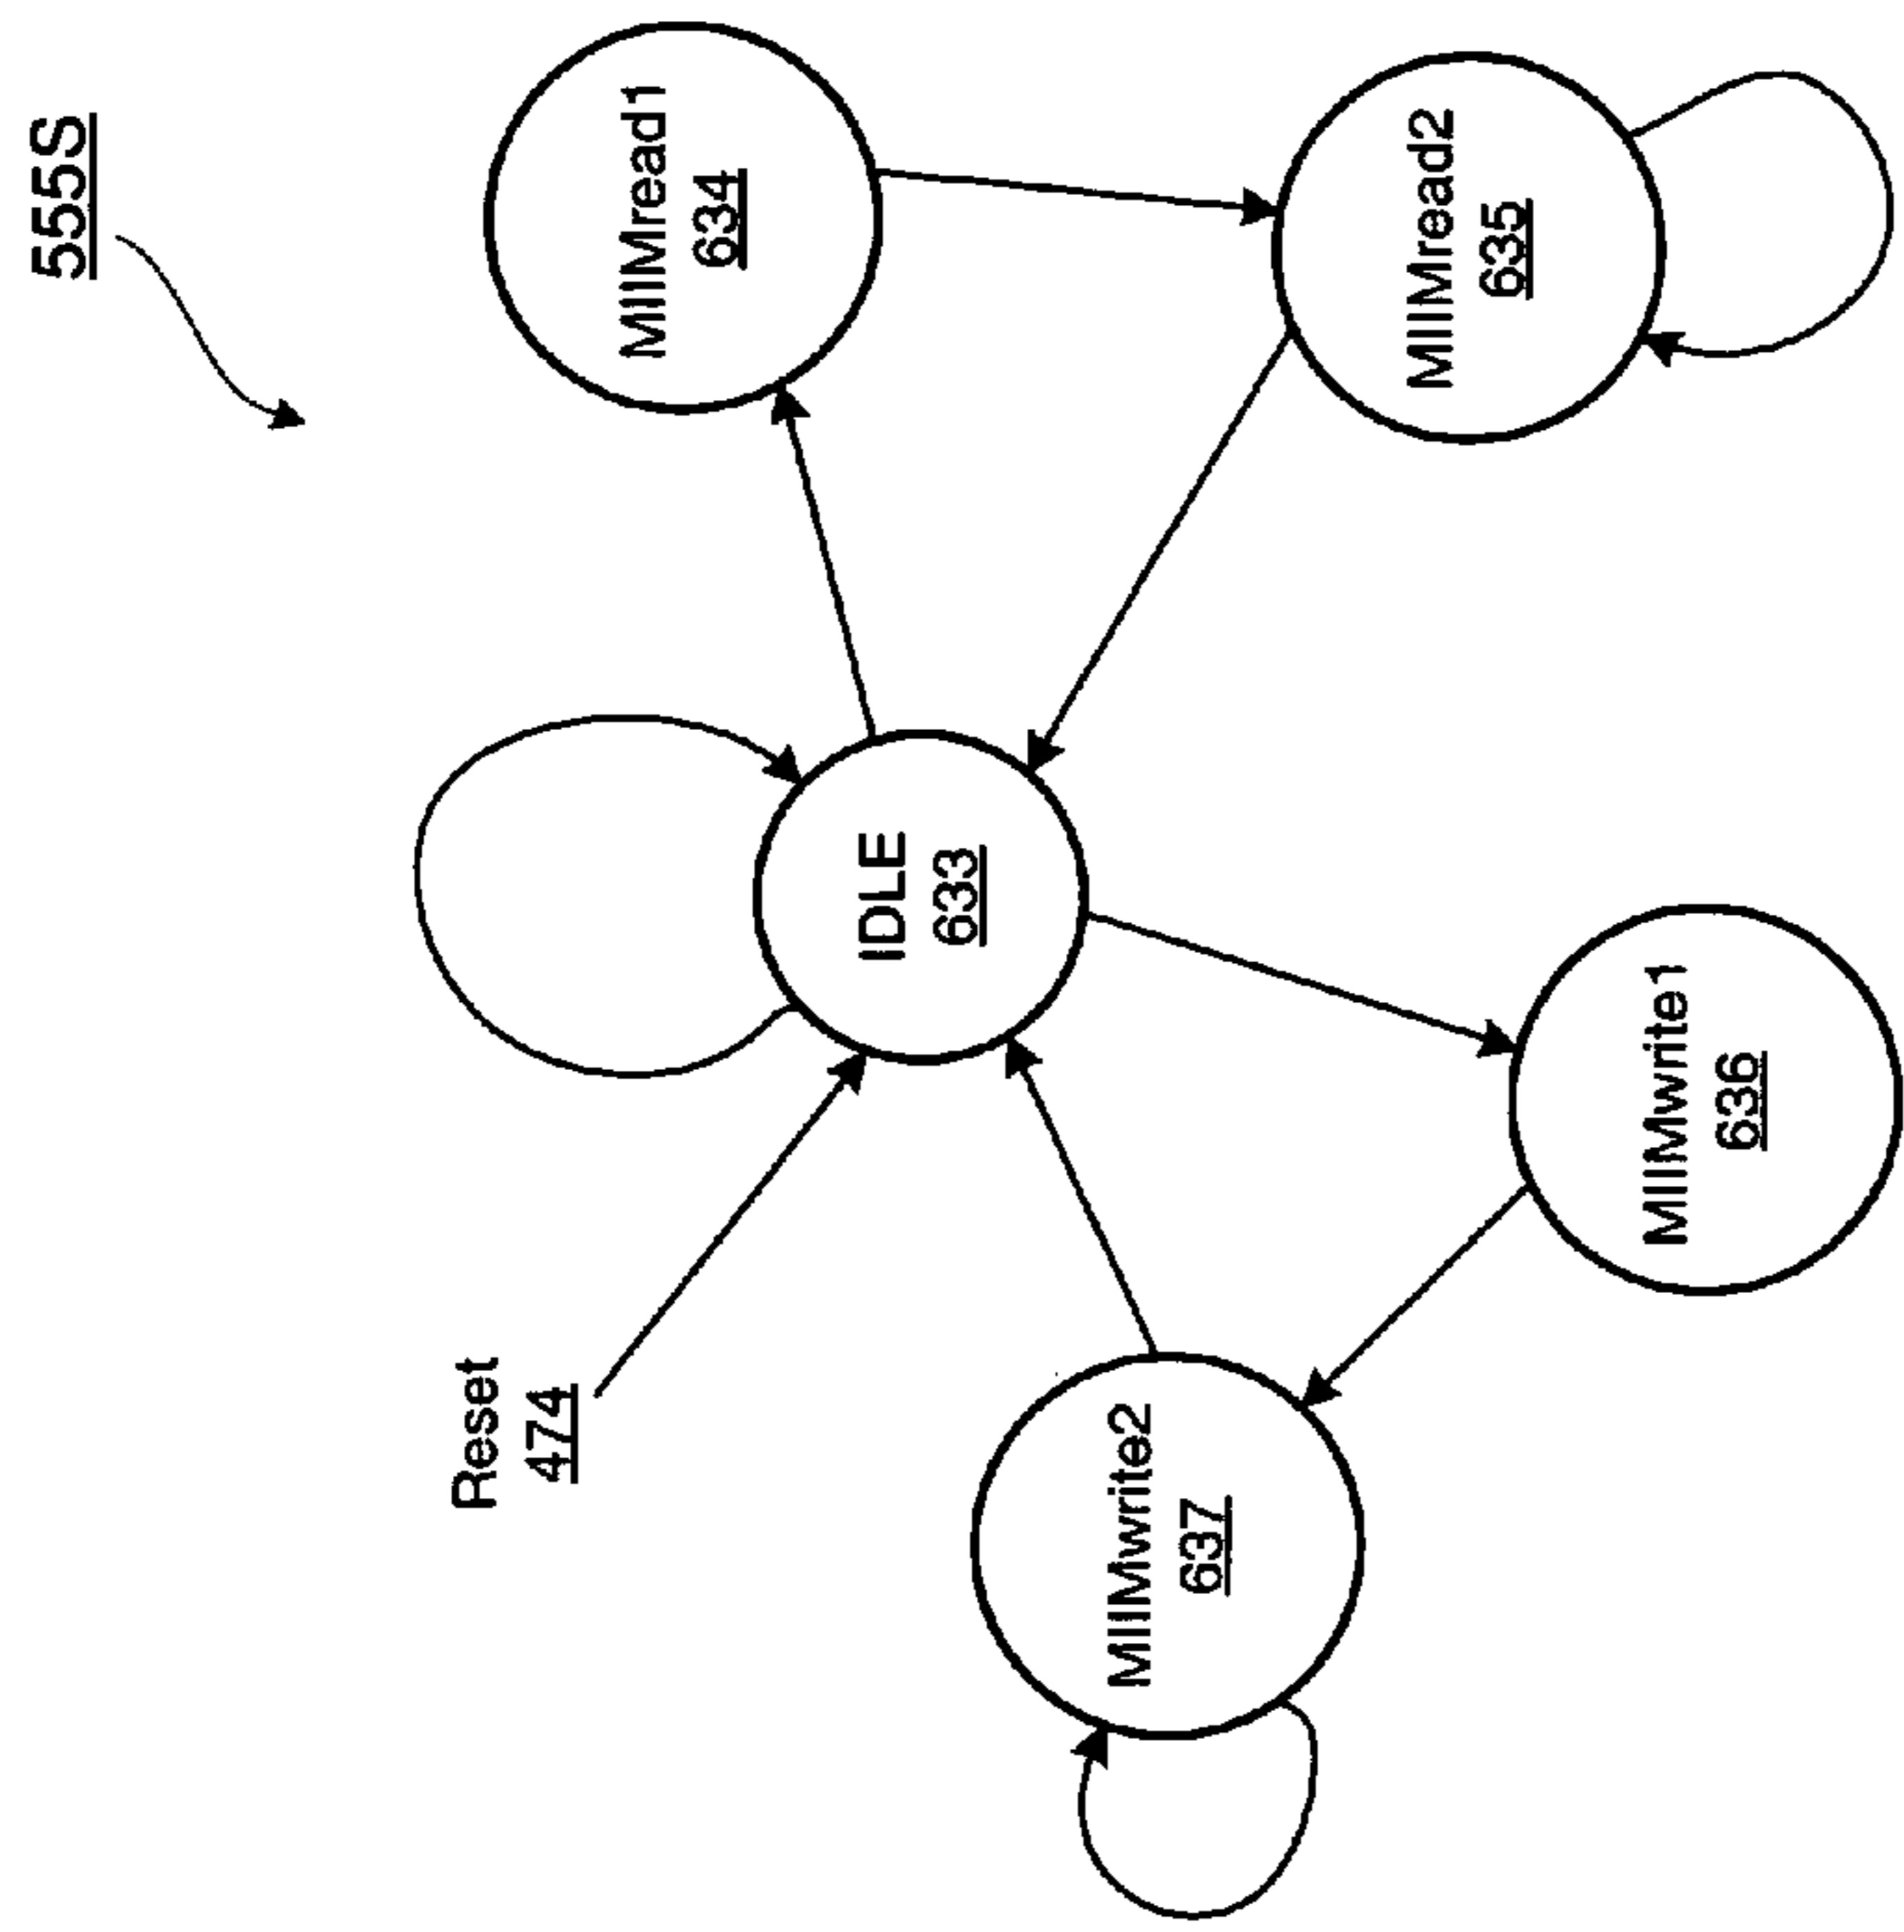 555S
Reset
474
MIIMread1
634
IDLE
633
MIIMwrite2
637
MIIMread2
635
MIIMwrite1
636